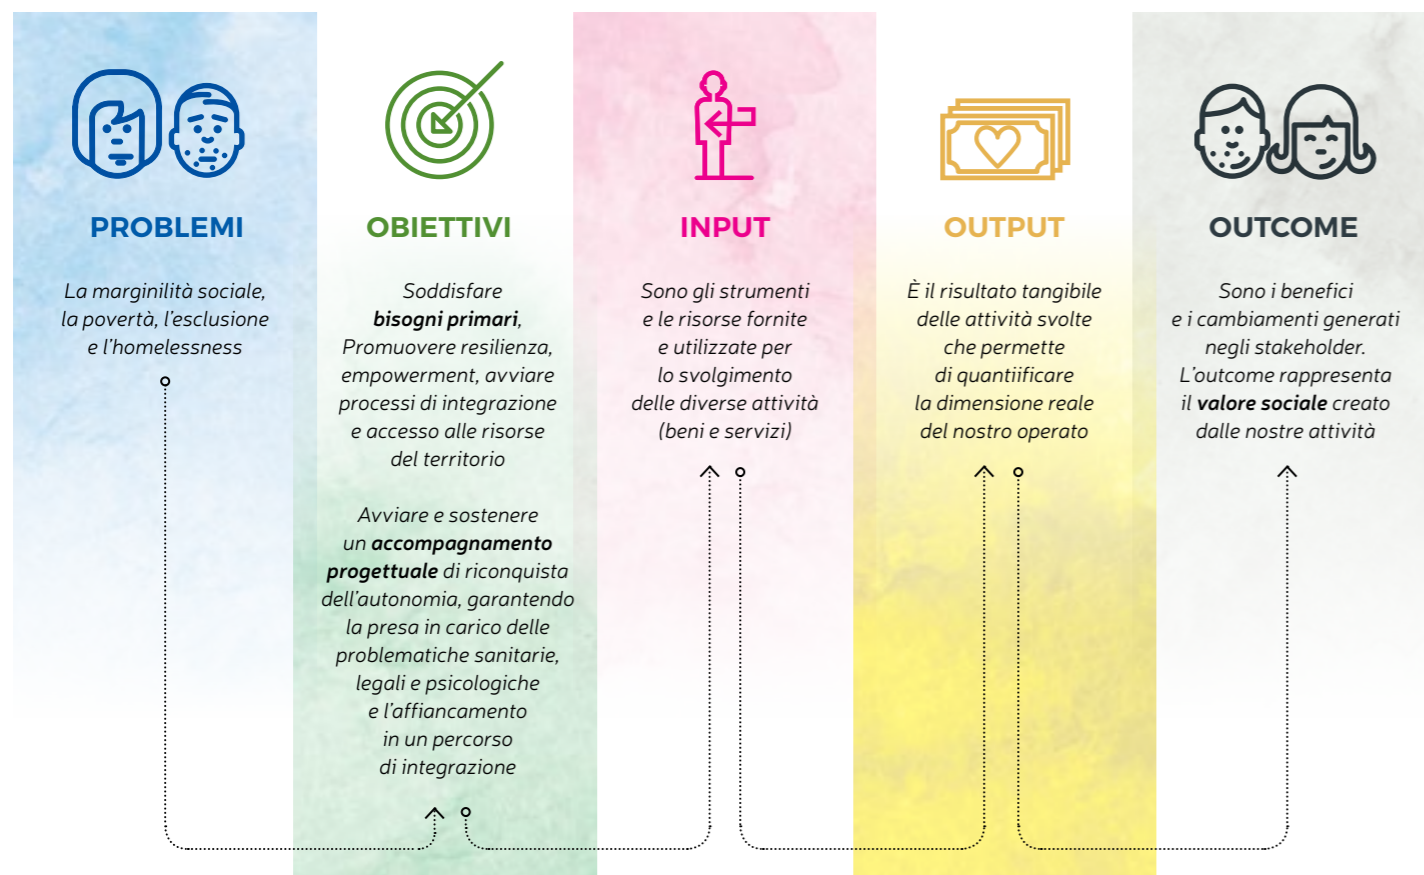 PROBLEMI
La marginilità sociale,
la povertà, l'esclusione
e l'homelessness
OBIETTIVI
Soddisfare
bisogni primari,
Promuovere resilienza,
empowerment, avviare
processi di integrazione
e accesso alle risorse
del territorio
Avviare e sostenere
un accompagnamento
progettuale di riconquista
dell'autonomia, garantendo
la presa in carico delle
problematiche sanitarie,
legali e psicologiche
e l'affiancamento
in un percorso
di integrazione
INPUT
Sono gli strumenti
e le risorse fornite
e utilizzate per
lo svolgimento
delle diverse attività
(beni e servizi)
OUTPUT
È il risultato tangibile
delle attività svolte
che permette
di quantiificare
la dimensione reale
del nostro operato
OUTCOME
Sono i benefici
e i cambiamenti generati
negli stakeholder.
L'outcome rappresenta
il valore sociale creato
dalle nostre attività